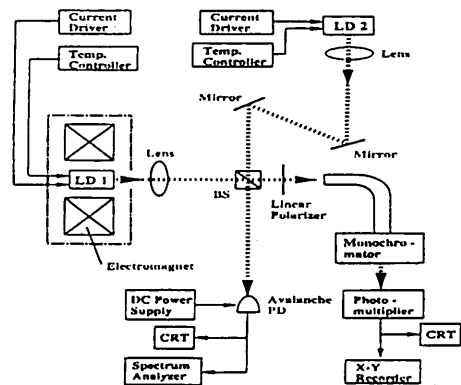 Current
Driver
Temp.
Controller
Current
Driver
LD 2
Temp.
Controller
Lens
Mirror
Mirror
Lens
LD 1
BS
Linear
Polarizer
Electromagnet
Monochro-
mator
DC Power
Supply
Avalanche
PD
Photo-
multiplier
CRT
CRT
Spectrum
Analyzer
X-Y
Recorder